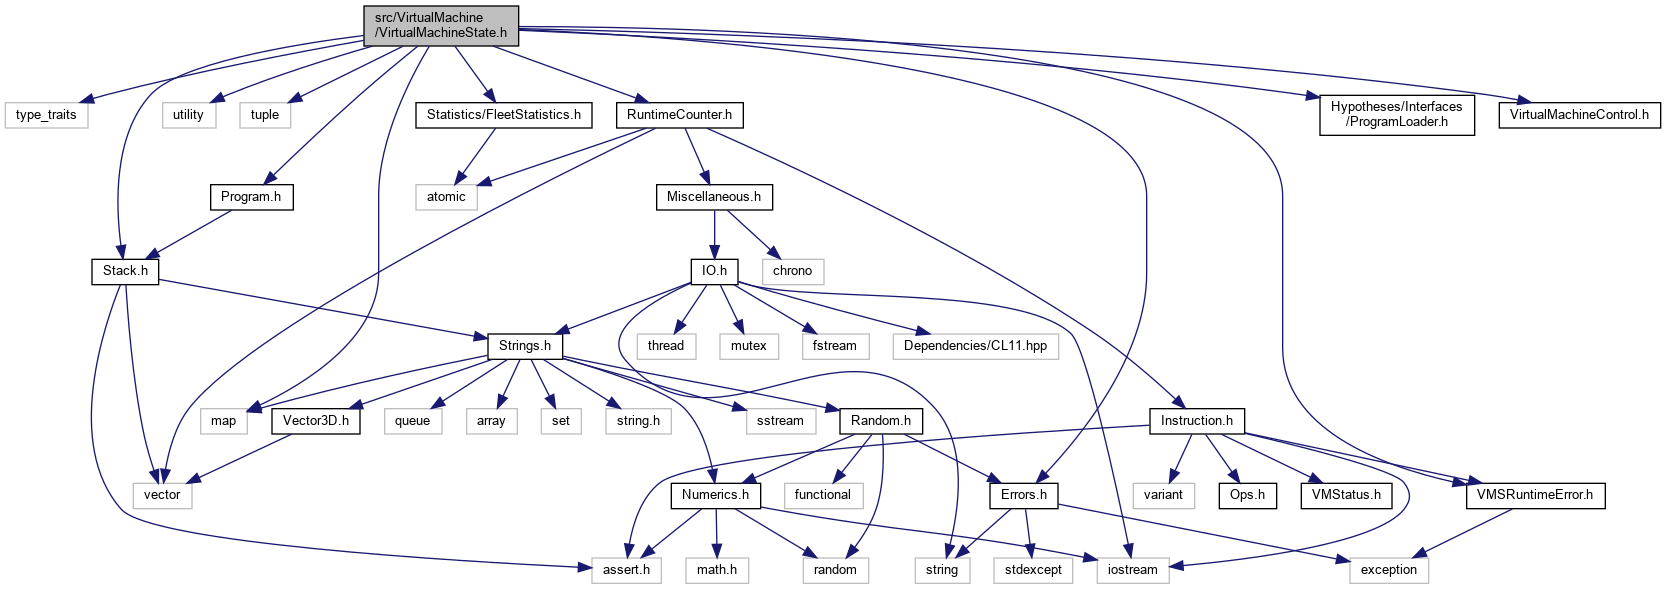 src/VirtualMachine
/VirtualMachineState.h
type_traits
utility
tuple
Statistics/FleetStatistics.h
RuntimeCounter.h
Hypotheses/Interfaces
/ProgramLoader.h
VirtualMachineControl.h
Program.h
atomic
Miscellaneous.h
Stack.h
IO.h
chrono
Strings.h
thread
mutex
fstream
Dependencies/CL11.hpp
map
Vector3D.h
queue
array
set
string.h
sstream
Random.h
Instruction.h
vector
Numerics.h
functional
Errors.h
variant
Ops.h
VMStatus.h
VMSRuntimeError.h
assert.h
math.h
random
string
stdexcept
iostream
exception